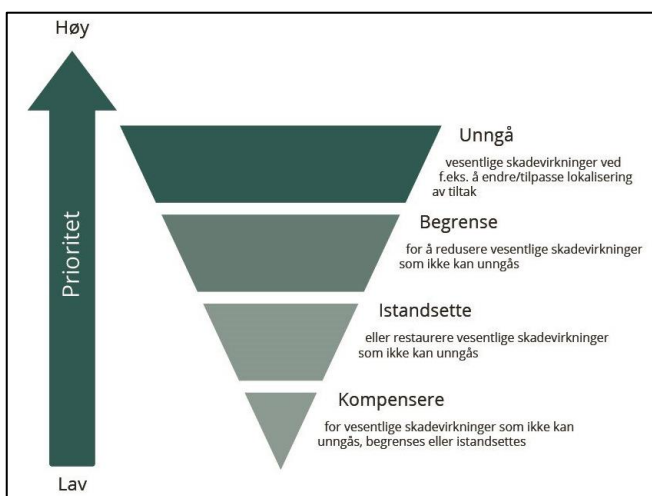 Høy
Prioritet
Lav
Unngå
vesentlige skadevirkninger ved
f.eks. å endre/tilpasse lokalisering
av tiltak
Begrense
for å redusere vesentlige skadevirkninger
som ikke kan unngås
Istandsette
eller restaurere vesentlige skadevirkninger
som ikke kan unngås
Kompensere
for vesentlige skadevirkninger som ikke kan
unngås, begrenses eller istandsettes